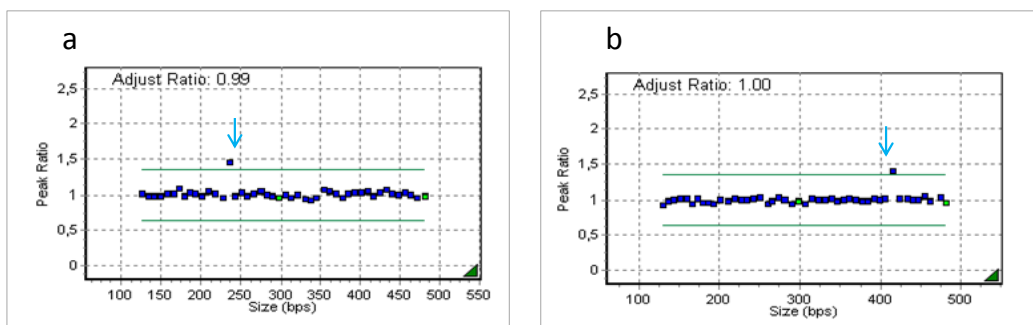 a
Adjust Ratio: 0.99
2,5
2
1,5
1
0,5
0
Peak Ratio
100 150 200 250 300 350 400 450 500 550
Size (bps)
b
Adjust Ratio: 1.00
2,5
2
1,5
1
0,5
0
Peak Ratio
100 200 300 400 500
Size (bps)